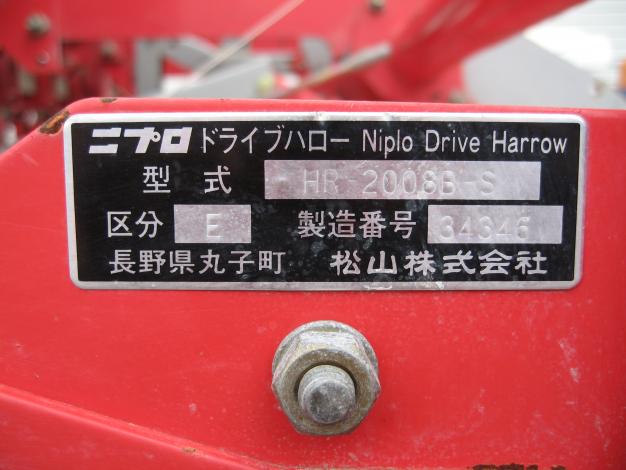 ニプロ ドライブハロー Niplo Drive Harrow
型式 HR-2008B-S
区分 E 製造番号 34346
長野県丸子町 松山株式会社